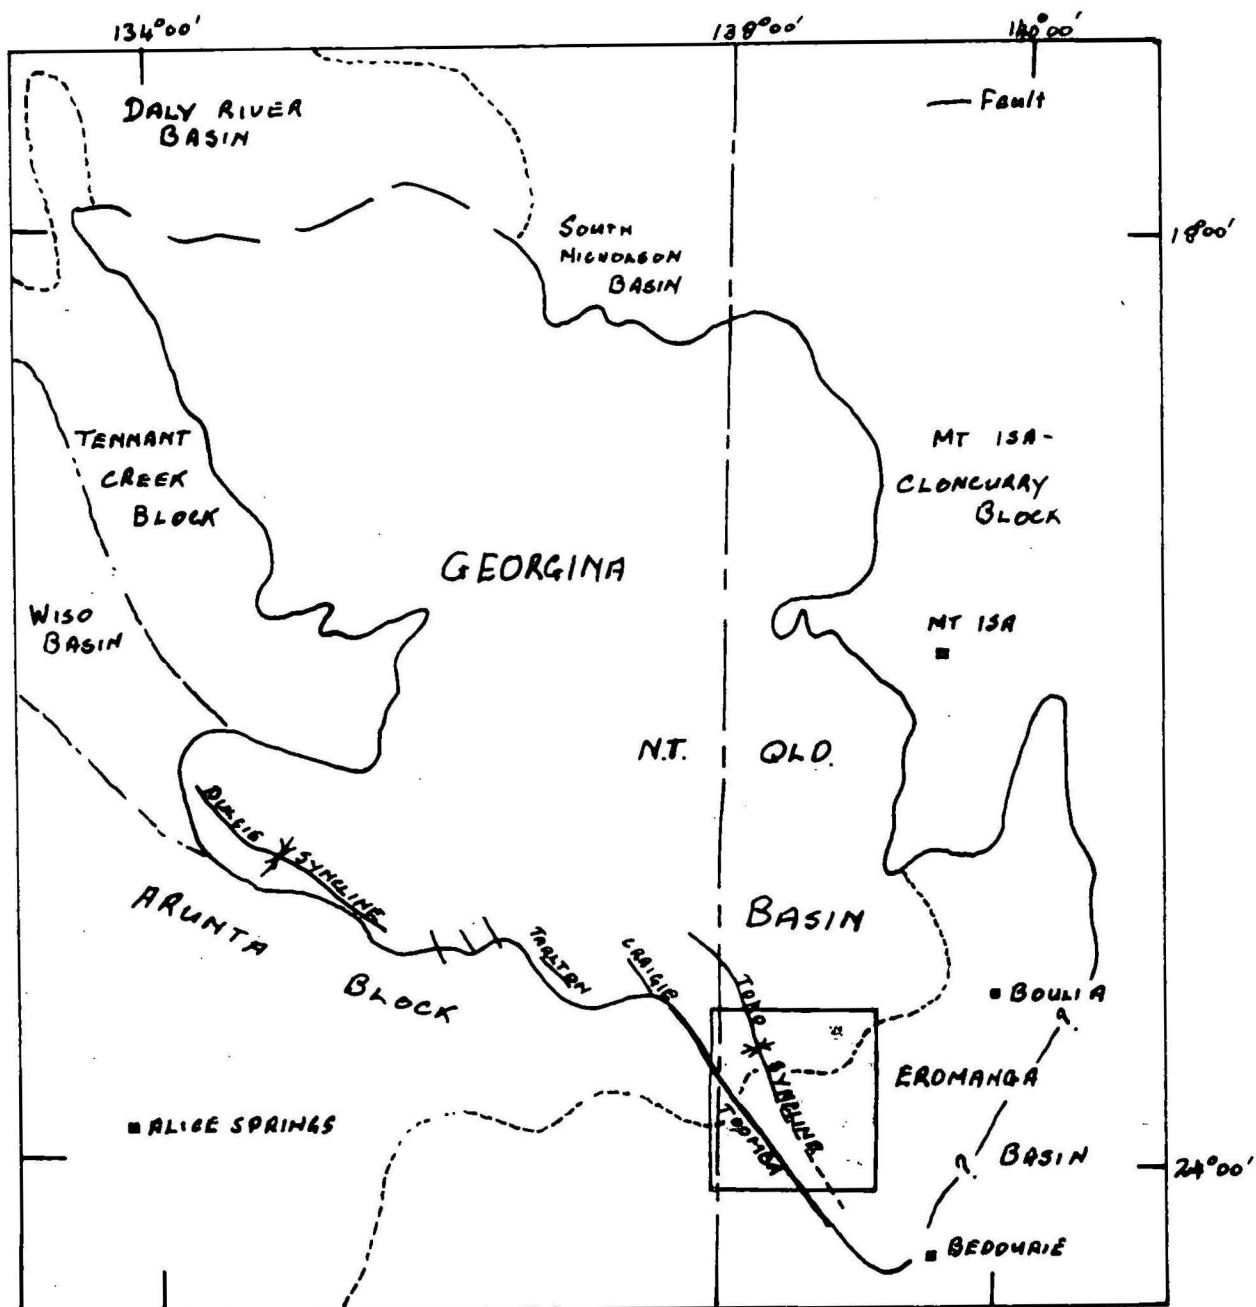 134°00'
138°00'
140°00'
DALY RIVER
BASIN
Fault
SOUTH
NICHOLSON
BASIN
18°00'
TENNANT
CREEK
BLOCK
MT ISA-
CLONCURRY
BLOCK
GEORGINA
WISO
BASIN
MT ISA
N.T.
QLD.
DULCIE SYNCLINE
ARUNTA
BLOCK
BASIN
TARLTON
CRAIGIE
TOKO SYNCLINE
TOOMBA
BOULIA
?
EROMANGA
BASIN
?
ALICE SPRINGS
24°00'
BEDOURIE